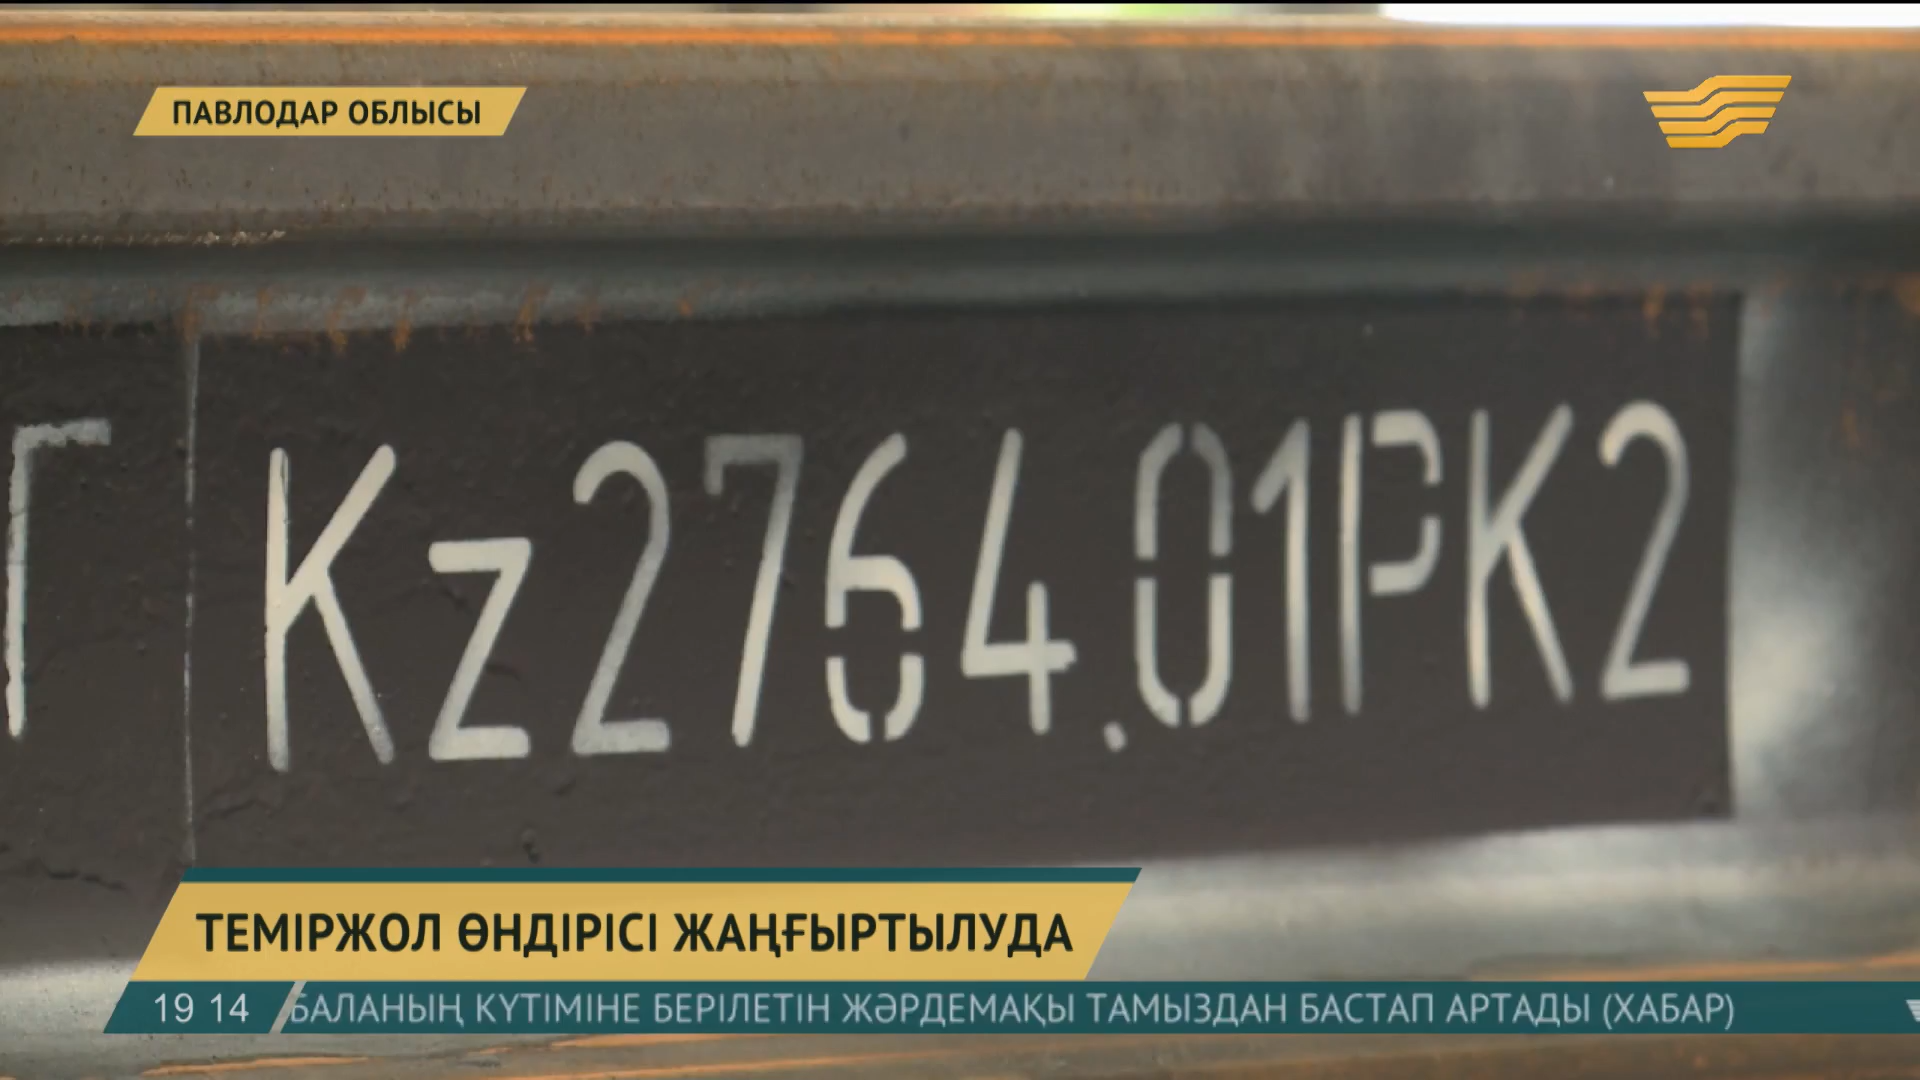 ПАВЛОДАР ОБЛЫСЫ
Г Kz2764.01PK2
ТЕМІРЖОЛ ӨНДІРІСІ ЖАҢҒЫРТЫЛУДА
19 14 БАЛАНЫҢ КҮТІМІНЕ БЕРІЛЕТІН ЖӘРДЕМАҚЫ ТАМЫЗДАН БАСТАП АРТАДЫ (ХАБАР)